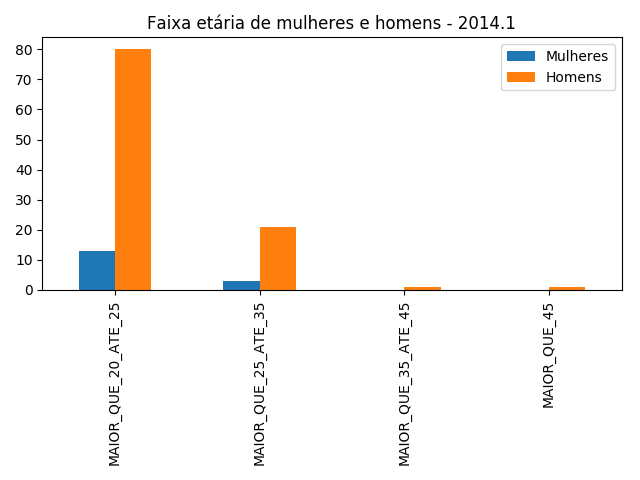 Faixa etária de mulheres e homens - 2014.1
Mulheres
Homens
80
70
60
50
40
30
20
10
0
MAIOR_QUE_20_ATE_25
MAIOR_QUE_25_ATE_35
MAIOR_QUE_35_ATE_45
MAIOR_QUE_45